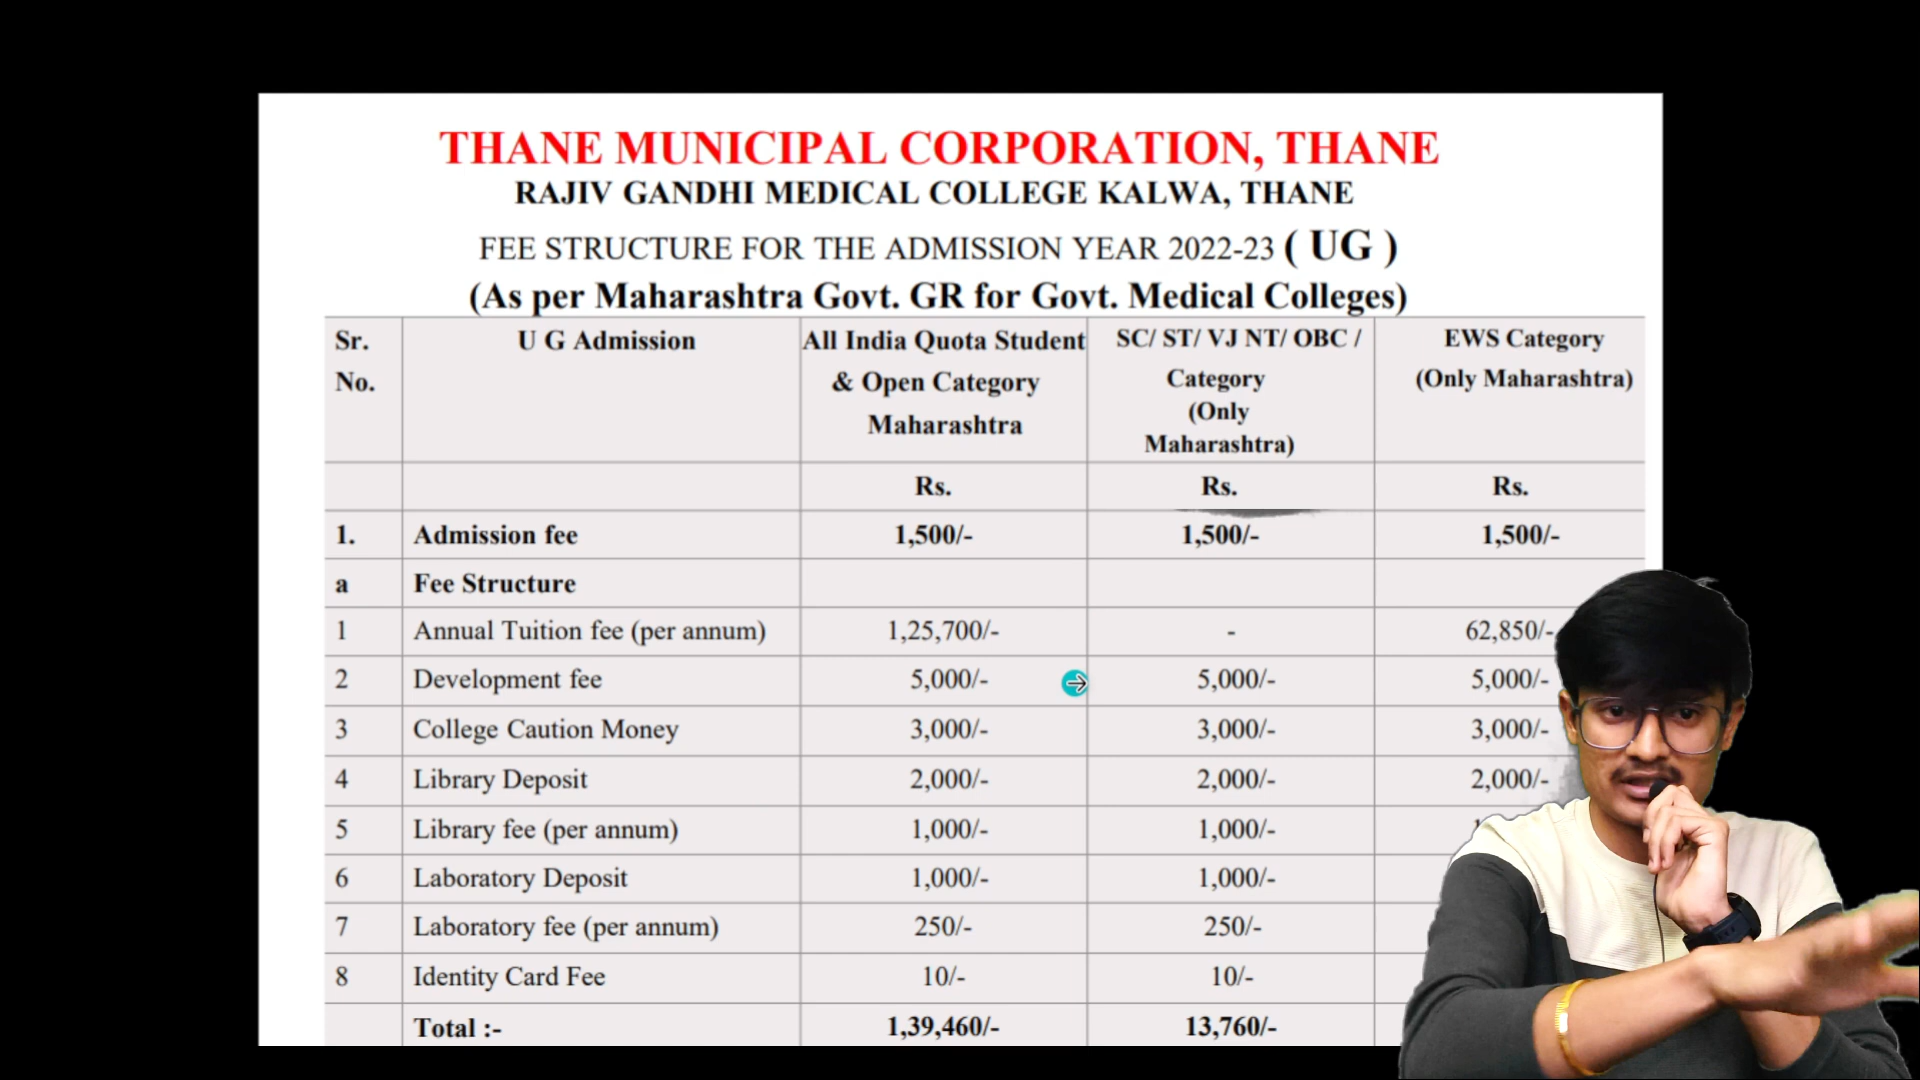 THANE MUNICIPAL CORPORATION, THANE
RAJIV GANDHI MEDICAL COLLEGE KALWA, THANE
FEE STRUCTURE FOR THE ADMISSION YEAR 2022-23 ( UG )
(As per Maharashtra Govt. GR for Govt. Medical Colleges)
Sr. No. U G Admission All India Quota Student & Open Category Maharashtra SC/ ST/ VJ NT/ OBC / Category (Only Maharashtra) EWS Category (Only Maharashtra)
Rs. Rs. Rs.
1. Admission fee 1,500/- 1,500/- 1,500/-
a Fee Structure
1 Annual Tuition fee (per annum) 1,25,700/- - 62,850/-
2 Development fee 5,000/- 5,000/- 5,000/-
3 College Caution Money 3,000/- 3,000/- 3,000/-
4 Library Deposit 2,000/- 2,000/- 2,000/-
5 Library fee (per annum) 1,000/- 1,000/-
6 Laboratory Deposit 1,000/- 1,000/-
7 Laboratory fee (per annum) 250/- 250/-
8 Identity Card Fee 10/- 10/-
Total :- 1,39,460/- 13,760/-